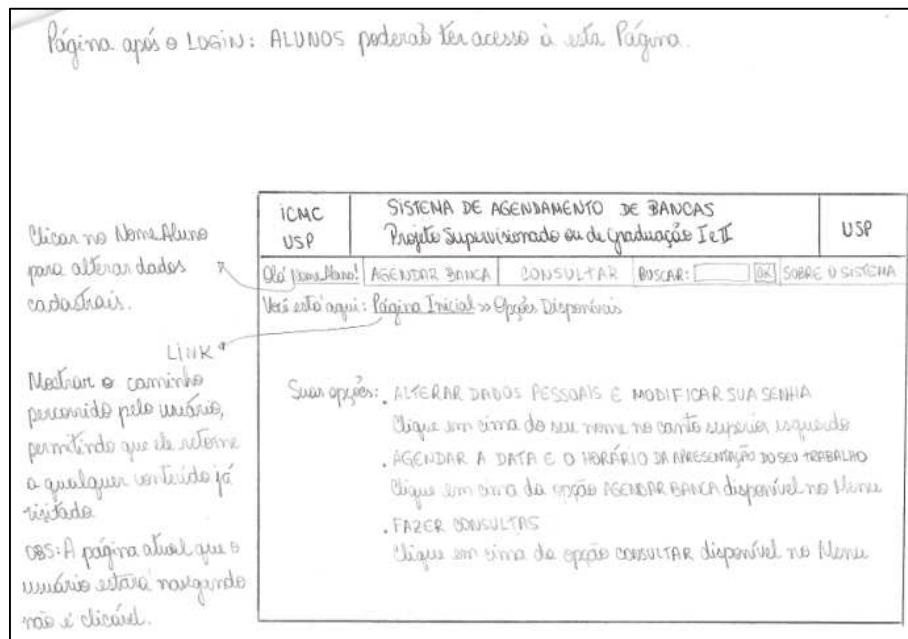 Página após o LOGIN: ALUNOS poderão ter acesso à esta Página.
Clicar no NomeAluno
para alterar dados
cadastrais.
LINK
Mostrar o caminho
percorrido pelo usuário,
permitindo que ele retorne
a qualquer conteúdo já
visitado
OBS: A página atual que o
usuário estará navegando
não é clicável.
ICMC
USP
SISTEMA DE AGENDAMENTO DE BANCAS
Projeto Supervisionado ou de Graduação I e II
USP
Olá NomeAluno! AGENDAR BANCA CONSULTAR BUSCAR: OK SOBRE O SISTEMA
Você está aqui: Página Inicial >> Opções Disponíveis
Suas opções: . ALTERAR DADOS PESSOAIS E MODIFICAR SUA SENHA
Clique em cima do seu nome no canto superior esquerdo
. AGENDAR A DATA E O HORÁRIO DA APRESENTAÇÃO DO SEU TRABALHO
Clique em cima da opção AGENDAR BANCA disponível no Menu
. FAZER CONSULTAS
Clique em cima da opção CONSULTAR disponível no Menu